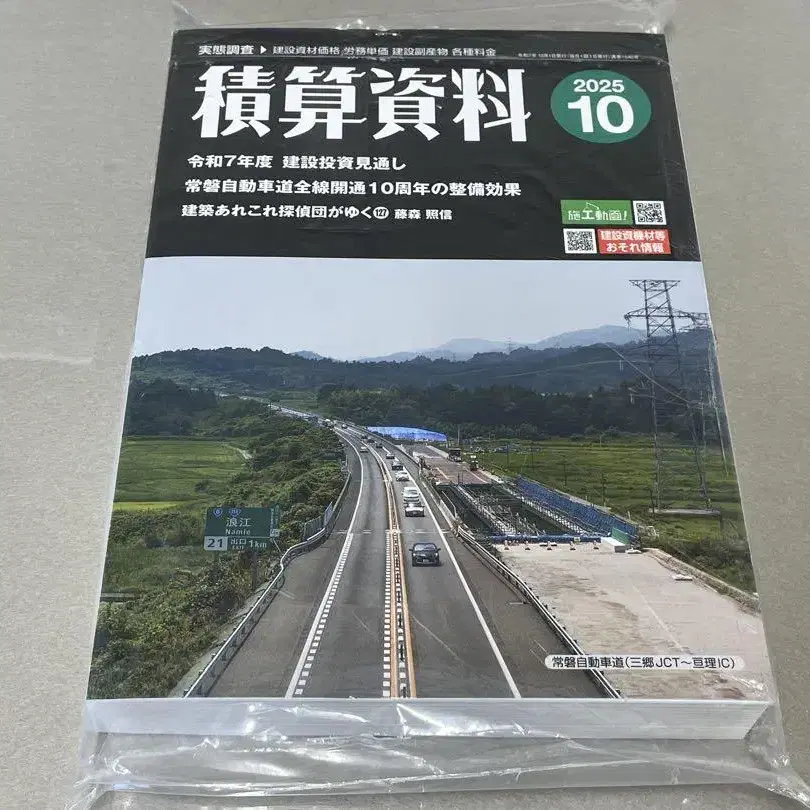 実態調査▶建設資材価格 労務単価 建設副産物 各種料金
積算資料
2025
10
令和7年度 建設投資見通し
常磐自動車道全線開通10周年の整備効果
建築あれこれ探偵団がゆく127 藤森 照信
施工動画!
建設資機材等
おそれ情報
浪江
Namie
21 出口 1km
EXIT
常磐自動車道(三郷JCT～亘理IC)